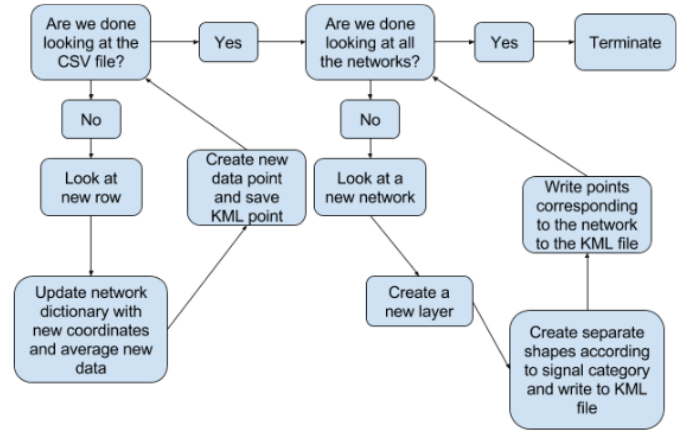 Are we done
looking at the
CSV file?
Yes
Are we done
looking at all
the networks?
Yes
Terminate
No
No
Look at
new row
Create new
data point
and save
KML point
Look at a
new network
Write points
corresponding
to the network
to the KML file
Update network
dictionary with
new coordinates
and average new
data
Create a
new layer
Create separate
shapes according
to signal category
and write to KML
file